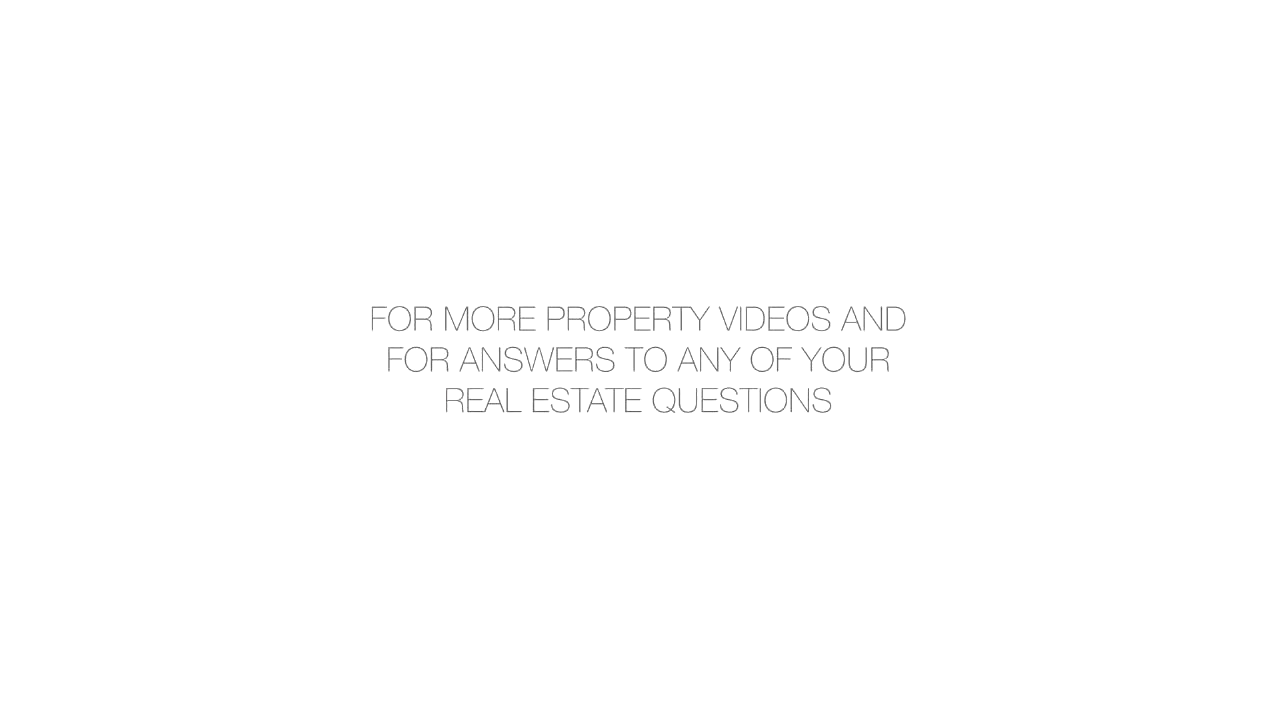 FOR MORE PROPERTY VIDEOS AND
FOR ANSWERS TO ANY OF YOUR
REAL ESTATE QUESTIONS